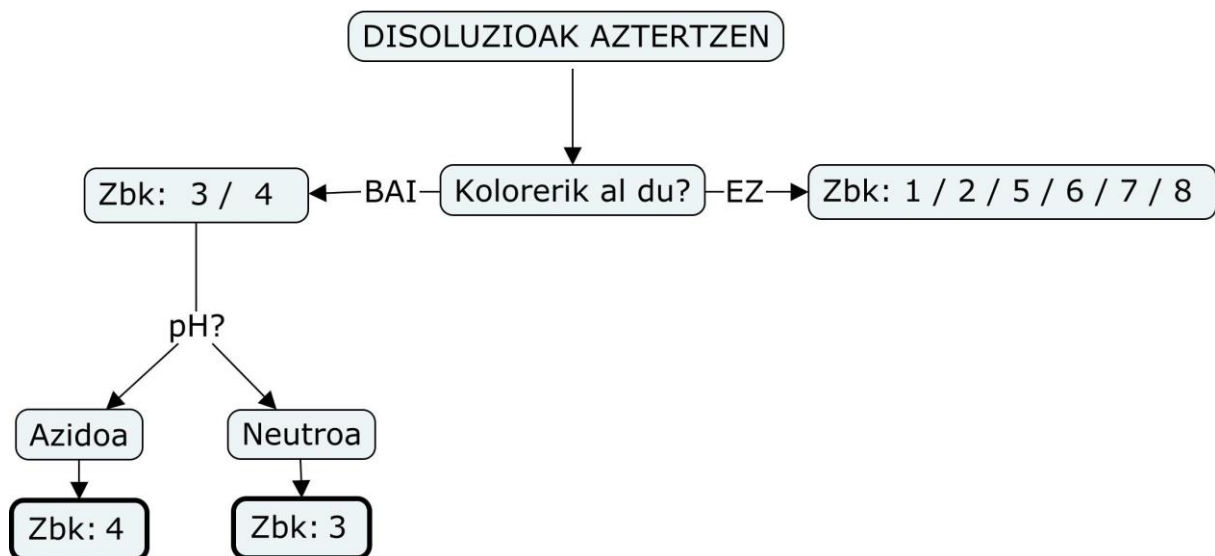 DISOLUZIOAK AZTERTZEN
Zbk: 3 / 4
BAI
Kolorerik al du?
EZ
Zbk: 1 / 2 / 5 / 6 / 7 / 8
pH?
Azidoa
Neutroa
Zbk: 4
Zbk: 3